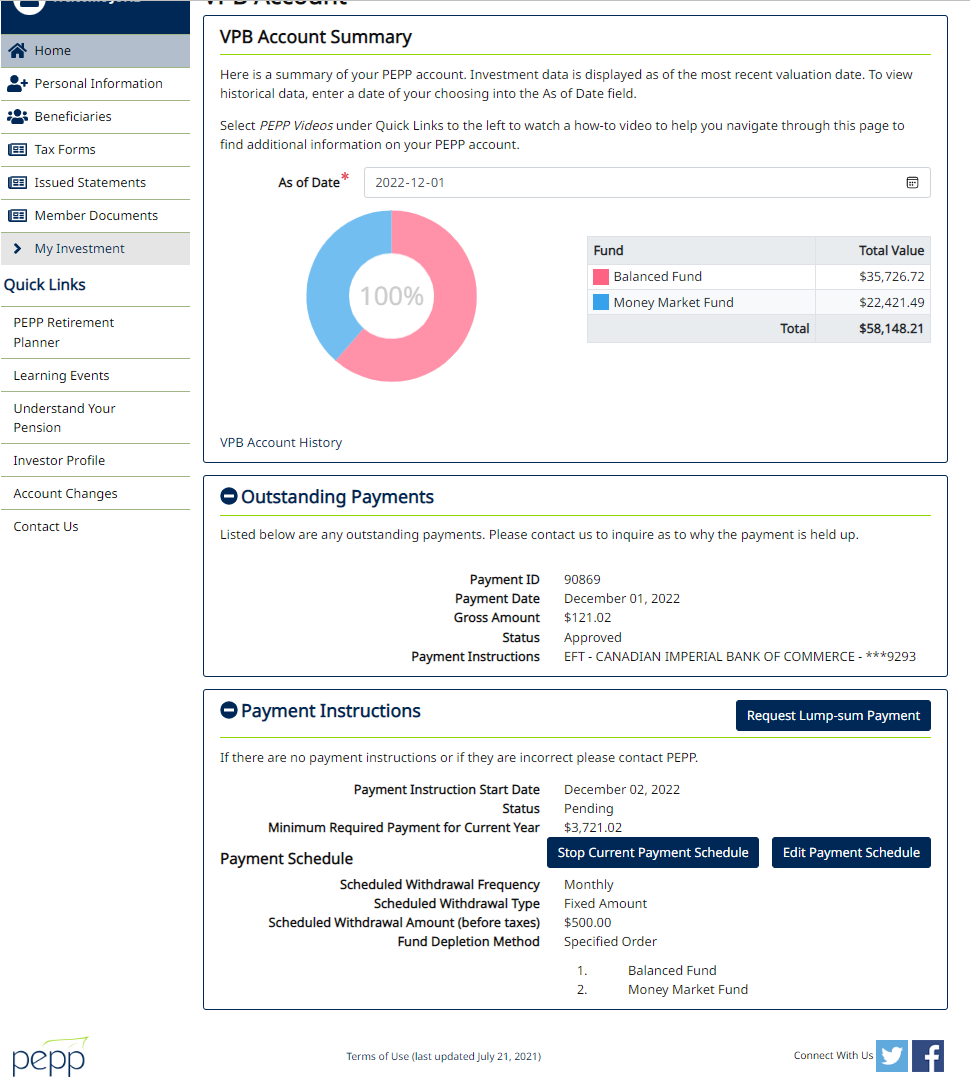 Home
Personal Information
Beneficiaries
Tax Forms
Issued Statements
Member Documents
My Investment
Quick Links
PEPP Retirement
Planner
Learning Events
Understand Your
Pension
Investor Profile
Account Changes
Contact Us
VPB Account Summary
Here is a summary of your PEPP account. Investment data is displayed as of the most recent valuation date. To view
historical data, enter a date of your choosing into the As of Date field.
Select PEPP Videos under Quick Links to the left to watch a how-to video to help you navigate through this page to
find additional information on your PEPP account.
As of Date* 2022-12-01
100%
Fund Total Value
Balanced Fund $35,726.72
Money Market Fund $22,421.49
Total $58,148.21
VPB Account History
Outstanding Payments
Listed below are any outstanding payments. Please contact us to inquire as to why the payment is held up.
Payment ID 90869
Payment Date December 01, 2022
Gross Amount $121.02
Status Approved
Payment Instructions EFT - CANADIAN IMPERIAL BANK OF COMMERCE - ***9293
Payment Instructions
Request Lump-sum Payment
If there are no payment instructions or if they are incorrect please contact PEPP.
Payment Instruction Start Date December 02, 2022
Status Pending
Minimum Required Payment for Current Year $3,721.02
Payment Schedule
Stop Current Payment Schedule
Edit Payment Schedule
Scheduled Withdrawal Frequency Monthly
Scheduled Withdrawal Type Fixed Amount
Scheduled Withdrawal Amount (before taxes) $500.00
Fund Depletion Method Specified Order
1. Balanced Fund
2. Money Market Fund
pepp
Terms of Use (last updated July 21, 2021)
Connect With Us